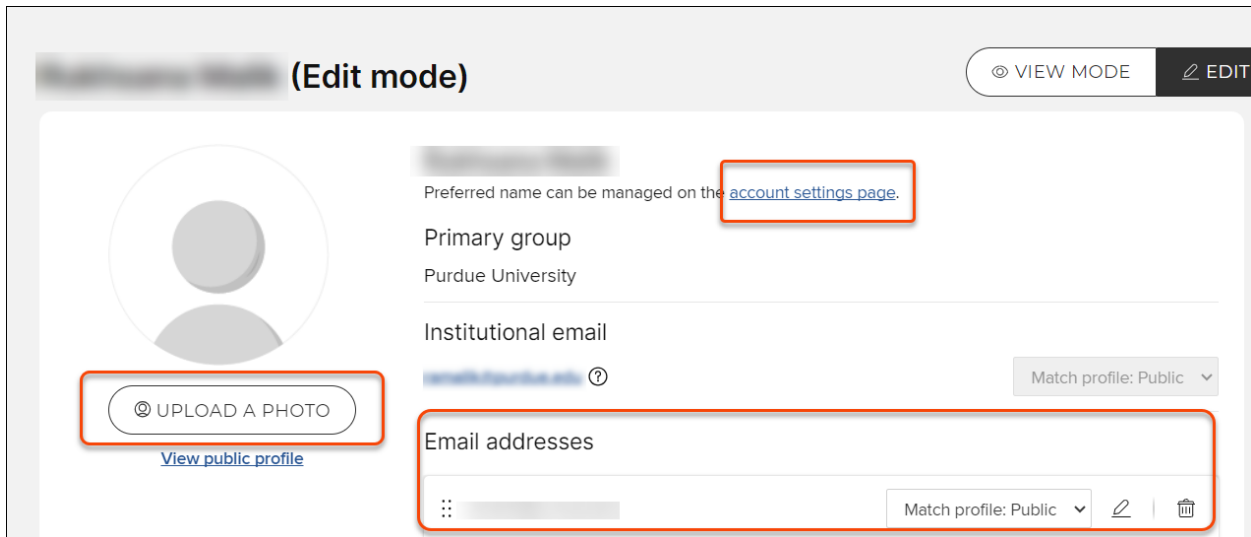 (Edit mode)
VIEW MODE
EDIT
Preferred name can be managed on the account settings page.
Primary group
Purdue University
Institutional email
Match profile: Public
UPLOAD A PHOTO
View public profile
Email addresses
Match profile: Public